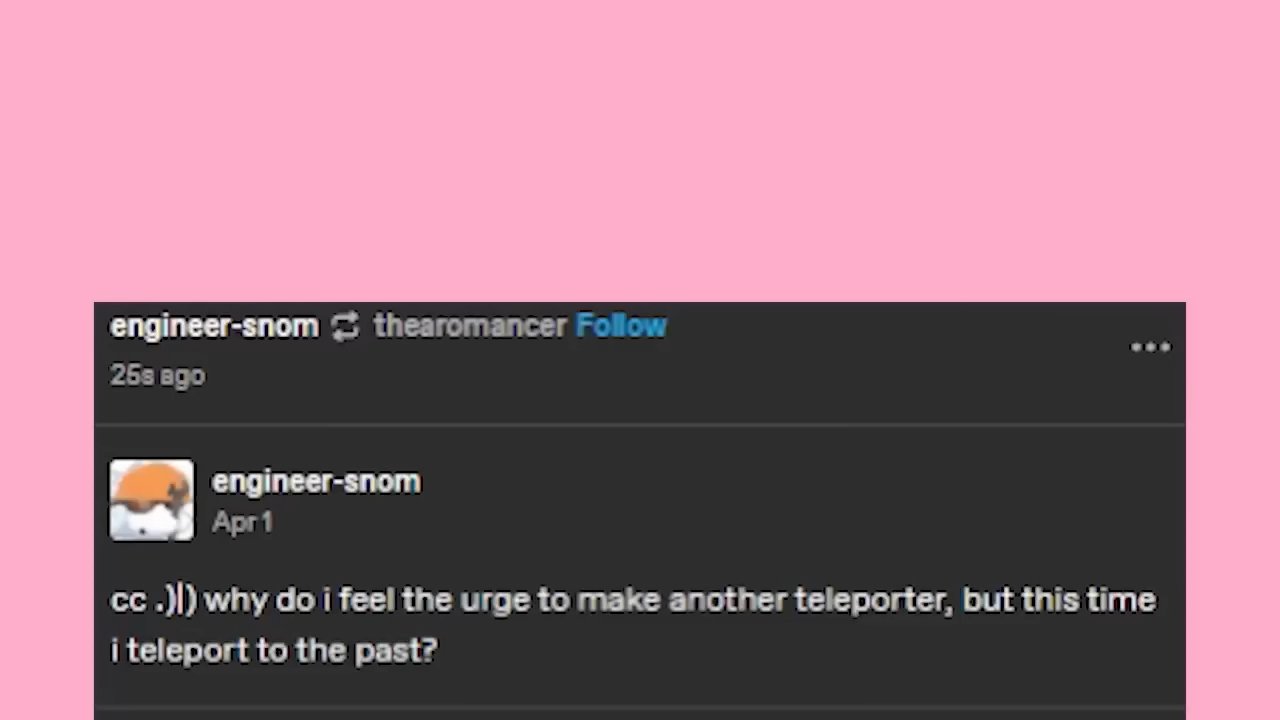 engineer-snom thearomancer Follow
25s ago
engineer-snom
Apr 1
cc .)|) why do i feel the urge to make another teleporter, but this time
i teleport to the past?